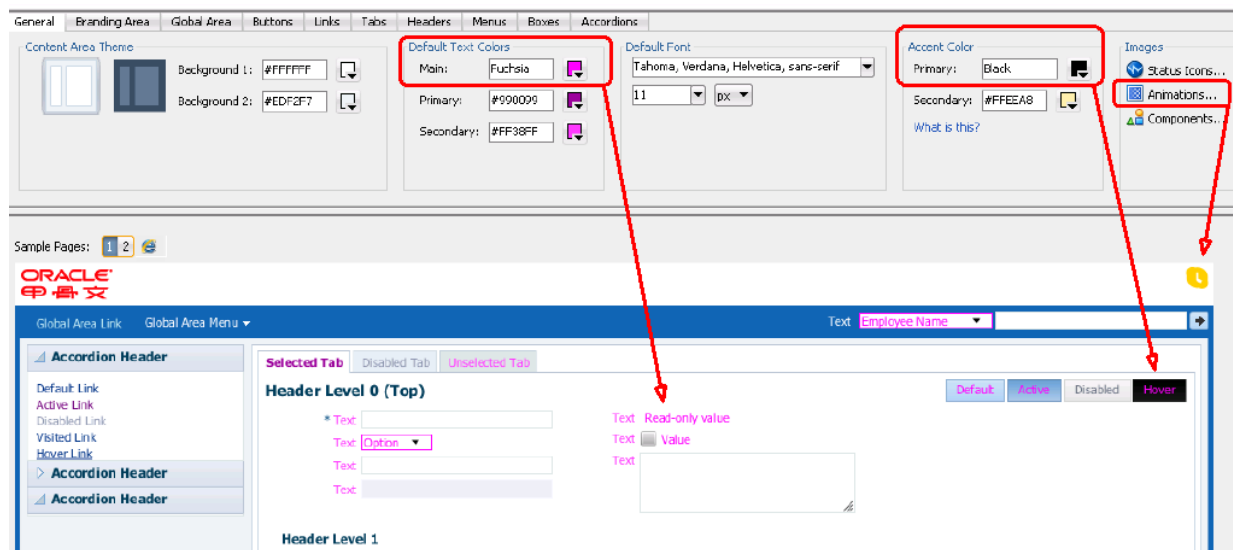 General Branding Area Global Area Buttons Links Tabs Headers Menus Boxes Accordions
Content Area Theme
Background 1: #FFFFFF
Background 2: #EDF2F7
Default Text Colors
Main: Fuchsia
Primary: #990099
Secondary: #FF38FF
Default Font
Tahoma, Verdana, Helvetica, sans-serif
11 px
Accent Color
Primary: Black
Secondary: #FFEEA8
What is this?
Images
Status Icons...
Animations...
Components...
Sample Pages: 1 2
ORACLE
甲骨文
Global Area Link Global Area Menu Text Employee Name
Accordion Header
Default Link
Active Link
Disabled Link
Visited Link
Hover Link
Accordion Header
Accordion Header
Selected Tab Disabled Tab Unselected Tab
Header Level 0 (Top) Default Active Disabled Hover
* Text
Text Option
Text
Text
Text Read-only value
Text Value
Text
Header Level 1